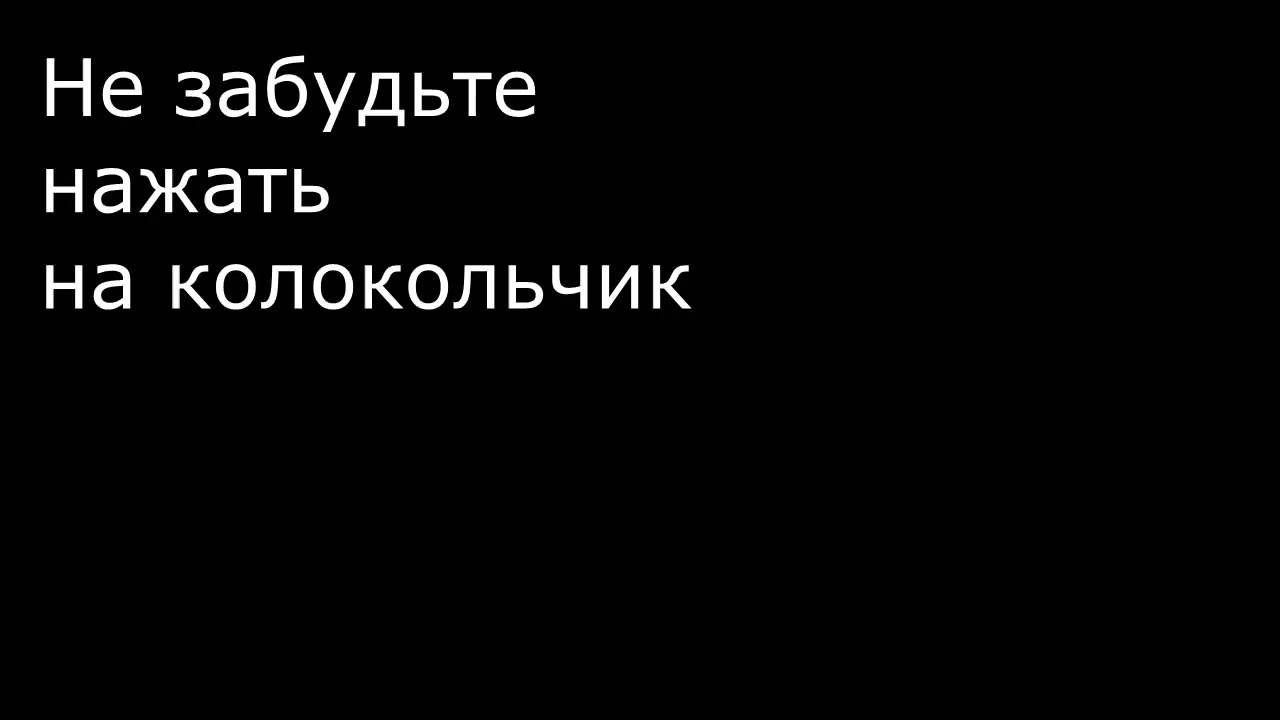 Не забудьте
нажать
на колокольчик